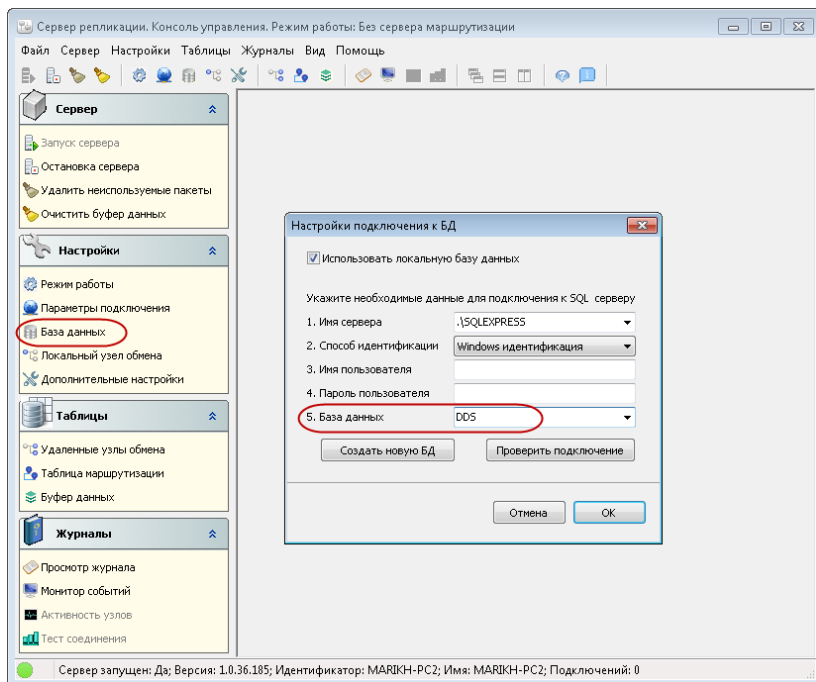 Сервер репликации. Консоль управления. Режим работы: Без сервера маршрутизации
Файл Сервер Настройки Таблицы Журналы Вид Помощь
Сервер
Запуск сервера
Остановка сервера
Удалить неиспользуемые пакеты
Очистить буфер данных
Настройки
Режим работы
Параметры подключения
База данных
Локальный узел обмена
Дополнительные настройки
Таблицы
Удаленные узлы обмена
Таблица маршрутизации
Буфер данных
Журналы
Просмотр журнала
Монитор событий
Активность узлов
Тест соединения
Настройки подключения к БД
Использовать локальную базу данных
Укажите необходимые данные для подключения к SQL серверу
1. Имя сервера .\SQLEXPRESS
2. Способ идентификации Windows идентификация
3. Имя пользователя
4. Пароль пользователя
5. База данных DDS
Создать новую БД Проверить подключение
Отмена OK
Сервер запущен: Да; Версия: 1.0.36.185; Идентификатор: MARIKH-PC2; Имя: MARIKH-PC2; Подключений: 0